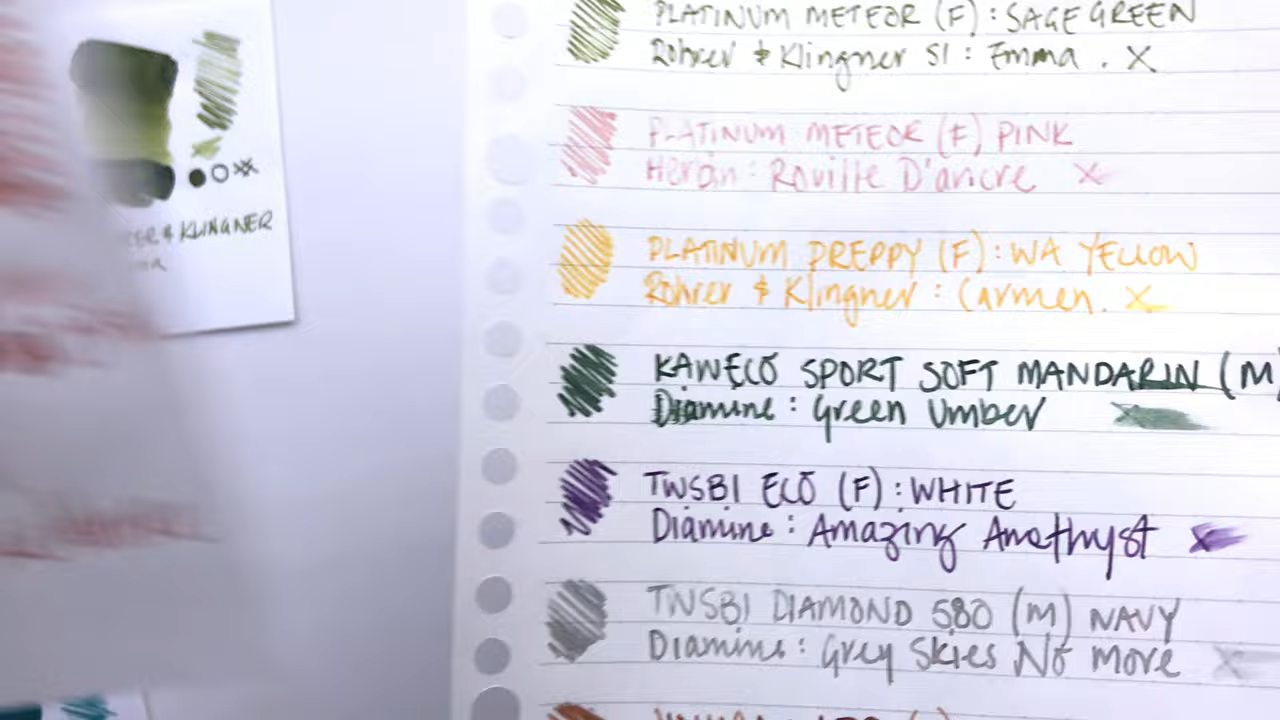 PLATINUM METEOR (F) : SAGE GREEN
Rohrer & Klingner SI : Emma . X
PLATINUM METEOR (F) PINK
Herbin : Rouille D'ancre X
PLATINUM PREPPY (F) : WA YELLOW
Rohrer & Klingner : Carmen. X
KAWECO SPORT SOFT MANDARIN (M)
Diamine : Green Umber X
TWSBI ECO (F) : WHITE
Diamine : Amazing Amethyst X
TWSBI DIAMOND 580 (M) NAVY
Diamine : Grey Skies No More X
& KLINGNER